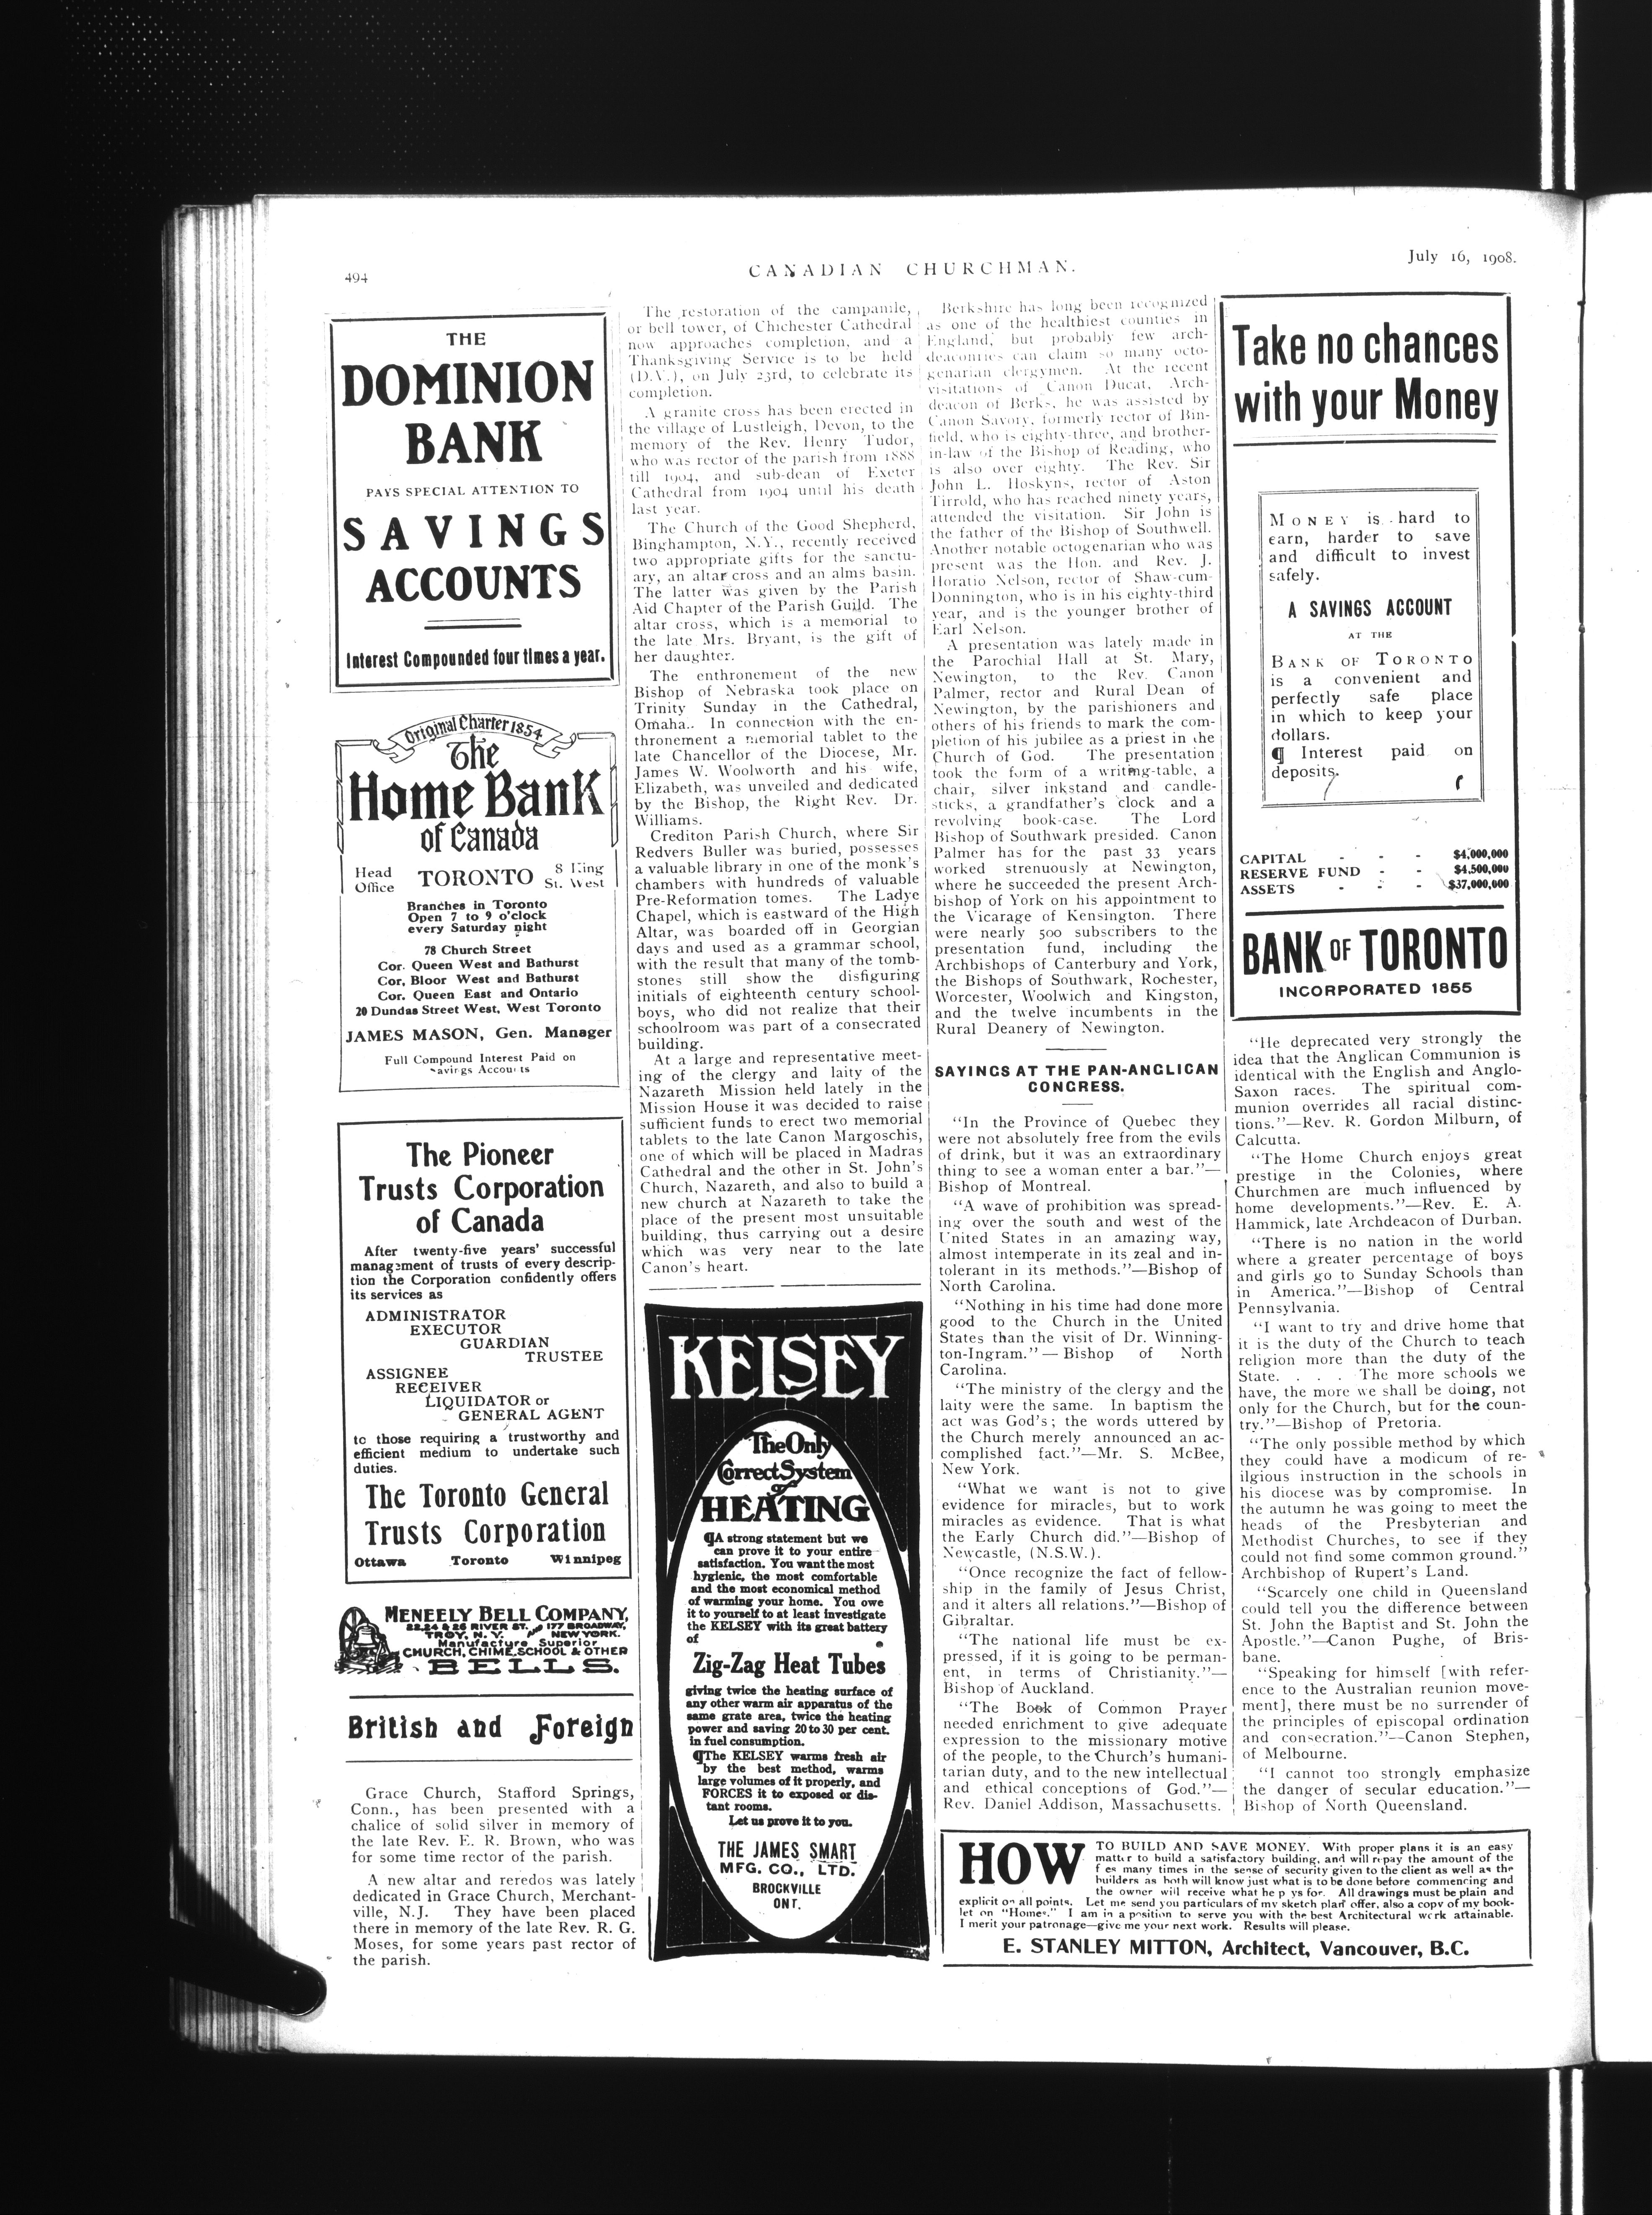 494
CANADIAN CHURCHMAN.
July 16, 1908.
THE
DOMINION
BANK
PAYS SPECIAL ATTENTION TO
SAVINGS
ACCOUNTS
Interest Compounded four times a year.
Original Charter 1854
The
Home Bank
of Canada
Head
Office
TORONTO
8 King
St. West
Branches in Toronto
Open 7 to 9 o'clock
every Saturday night
78 Church Street
Cor. Queen West and Bathurst
Cor. Bloor West and Bathurst
Cor. Queen East and Ontario
20 Dundas Street West, West Toronto
JAMES MASON, Gen. Manager
Full Compound Interest Paid on
Savings Accounts
The Pioneer
Trusts Corporation
of Canada
After twenty-five years' successful
management of trusts of every descrip-
tion the Corporation confidently offers
its services as
ADMINISTRATOR
EXECUTOR
GUARDIAN
TRUSTEE
ASSIGNEE
RECEIVER
LIQUIDATOR or
GENERAL AGENT
to those requiring a trustworthy and
efficient medium to undertake such
duties.
The Toronto General
Trusts Corporation
Ottawa Toronto Winnipeg
MENEELY BELL COMPANY,
22,24 & 26 RIVER ST. AND 177 BROADWAY,
TROY, N. Y. NEW YORK.
Manufacture Superior
CHURCH, CHIME, SCHOOL & OTHER
BELLS.
British and Foreign
Grace Church, Stafford Springs,
Conn., has been presented with a
chalice of solid silver in memory of
the late Rev. E. R. Brown, who was
for some time rector of the parish.
A new altar and reredos was lately
dedicated in Grace Church, Merchant-
ville, N.J. They have been placed
there in memory of the late Rev. R. G.
Moses, for some years past rector of
the parish.
The restoration of the campanile,
or bell tower, of Chichester Cathedral
now approaches completion, and a
Thanksgiving Service is to be held
(D.V.), on July 23rd, to celebrate its
completion.
A granite cross has been erected in
the village of Lustleigh, Devon, to the
memory of the Rev. Henry Tudor,
who was rector of the parish from 1888
till 1904, and sub-dean of Exeter
Cathedral from 1904 until his death
last year.
The Church of the Good Shepherd,
Binghampton, N.Y., recently received
two appropriate gifts for the sanctu-
ary, an altar cross and an alms basin.
The latter was given by the Parish
Aid Chapter of the Parish Guild. The
altar cross, which is a memorial to
the late Mrs. Bryant, is the gift of
her daughter.
The enthronement of the new
Bishop of Nebraska took place on
Trinity Sunday in the Cathedral,
Omaha.. In connection with the en-
thronement a memorial tablet to the
late Chancellor of the Diocese, Mr.
James W. Woolworth and his wife,
Elizabeth, was unveiled and dedicated
by the Bishop, the Right Rev. Dr.
Williams.
Crediton Parish Church, where Sir
Redvers Buller was buried, possesses
a valuable library in one of the monk's
chambers with hundreds of valuable
Pre-Reformation tomes. The Ladye
Chapel, which is eastward of the High
Altar, was boarded off in Georgian
days and used as a grammar school,
with the result that many of the tomb-
stones still show the disfiguring
initials of eighteenth century school-
boys, who did not realize that their
schoolroom was part of a consecrated
building.
At a large and representative meet-
ing of the clergy and laity of the
Nazareth Mission held lately in the
Mission House it was decided to raise
sufficient funds to erect two memorial
tablets to the late Canon Margoschis,
one of which will be placed in Madras
Cathedral and the other in St. John's
Church, Nazareth, and also to build a
new church at Nazareth to take the
place of the present most unsuitable
building, thus carrying out a desire
which was very near to the late
Canon's heart.
KELSEY
The Only
Correct System
of
HEATING
¶A strong statement but we
can prove it to your entire
satisfaction. You want the most
hygienic, the most comfortable
and the most economical method
of warming your home. You owe
it to yourself to at least investigate
the KELSEY with its great battery
of
Zig-Zag Heat Tubes
giving twice the heating surface of
any other warm air apparatus of the
same grate area, twice the heating
power and saving 20 to 30 per cent.
in fuel consumption.
¶The KELSEY warms fresh air
by the best method, warms
large volumes of it properly, and
FORCES it to exposed or dis-
tant rooms.
Let us prove it to you.
THE JAMES SMART
MFG. CO., LTD.
BROCKVILLE
ONT.
Berkshire has long been recognized
as one of the healthiest counties in
England, but probably few arch-
deaconries can claim so many octo-
genarian clergymen. At the recent
visitations of Canon Ducat, Arch-
deacon of Berks, he was assisted by
Canon Savory, formerly rector of Bin-
field, who is eighty-three, and brother-
in-law of the Bishop of Reading, who
is also over eighty. The Rev. Sir
John L. Hoskyns, rector of Aston
Tirrold, who has reached ninety years,
attended the visitation. Sir John is
the father of the Bishop of Southwell.
Another notable octogenarian who was
present was the Hon. and Rev. J.
Horatio Nelson, rector of Shaw-cum-
Donnington, who is in his eighty-third
year, and is the younger brother of
Earl Nelson.
A presentation was lately made in
the Parochial Hall at St. Mary,
Newington, to the Rev. Canon
Palmer, rector and Rural Dean of
Newington, by the parishioners and
others of his friends to mark the com-
pletion of his jubilee as a priest in the
Church of God. The presentation
took the form of a writing-table, a
chair, silver inkstand and candle-
sticks, a grandfather's clock and a
revolving book-case. The Lord
Bishop of Southwark presided. Canon
Palmer has for the past 33 years
worked strenuously at Newington,
where he succeeded the present Arch-
bishop of York on his appointment to
the Vicarage of Kensington. There
were nearly 500 subscribers to the
presentation fund, including the
Archbishops of Canterbury and York,
the Bishops of Southwark, Rochester,
Worcester, Woolwich and Kingston,
and the twelve incumbents in the
Rural Deanery of Newington.
SAYINGS AT THE PAN-ANGLICAN
CONGRESS.
"In the Province of Quebec they
were not absolutely free from the evils
of drink, but it was an extraordinary
thing to see a woman enter a bar."—
Bishop of Montreal.
"A wave of prohibition was spread-
ing over the south and west of the
United States in an amazing way,
almost intemperate in its zeal and in-
tolerant in its methods."—Bishop of
North Carolina.
"Nothing in his time had done more
good to the Church in the United
States than the visit of Dr. Winning-
ton-Ingram."—Bishop of North
Carolina.
"The ministry of the clergy and the
laity were the same. In baptism the
act was God's; the words uttered by
the Church merely announced an ac-
complished fact."—Mr. S. McBee,
New York.
"What we want is not to give
evidence for miracles, but to work
miracles as evidence. That is what
the Early Church did."—Bishop of
Newcastle, (N.S.W.).
"Once recognize the fact of fellow-
ship in the family of Jesus Christ,
and it alters all relations."—Bishop of
Gibraltar.
"The national life must be ex-
pressed, if it is going to be perman-
ent, in terms of Christianity."—
Bishop of Auckland.
"The Book of Common Prayer
needed enrichment to give adequate
expression to the missionary motive
of the people, to the Church's humani-
tarian duty, and to the new intellectual
and ethical conceptions of God."—
Rev. Daniel Addison, Massachusetts.
Take no chances
with your Money
MONEY is hard to
earn, harder to save
and difficult to invest
safely.
A SAVINGS ACCOUNT
AT THE
BANK OF TORONTO
is a convenient and
perfectly safe place
in which to keep your
dollars.
¶ Interest paid on
deposits.
CAPITAL - - - $4,000,000
RESERVE FUND - - $4,500,000
ASSETS - - - $37,000,000
BANK OF TORONTO
INCORPORATED 1855
"He deprecated very strongly the
idea that the Anglican Communion is
identical with the English and Anglo-
Saxon races. The spiritual com-
munion overrides all racial distinc-
tions."—Rev. R. Gordon Milburn, of
Calcutta.
"The Home Church enjoys great
prestige in the Colonies, where
Churchmen are much influenced by
home developments."—Rev. E. A.
Hammick, late Archdeacon of Durban.
"There is no nation in the world
where a greater percentage of boys
and girls go to Sunday Schools than
in America."—Bishop of Central
Pennsylvania.
"I want to try and drive home that
it is the duty of the Church to teach
religion more than the duty of the
State. . . . The more schools we
have, the more we shall be doing, not
only for the Church, but for the coun-
try."—Bishop of Pretoria.
"The only possible method by which
they could have a modicum of re-
ilgious instruction in the schools in
his diocese was by compromise. In
the autumn he was going to meet the
heads of the Presbyterian and
Methodist Churches, to see if they
could not find some common ground."
Archbishop of Rupert's Land.
"Scarcely one child in Queensland
could tell you the difference between
St. John the Baptist and St. John the
Apostle."—Canon Pughe, of Bris-
bane.
"Speaking for himself [with refer-
ence to the Australian reunion move-
ment], there must be no surrender of
the principles of episcopal ordination
and consecration."—Canon Stephen,
of Melbourne.
"I cannot too strongly emphasize
the danger of secular education."—
Bishop of North Queensland.
HOW
TO BUILD AND SAVE MONEY. With proper plans it is an easy
matter to build a satisfactory building, and will repay the amount of the
fees many times in the sense of security given to the client as well as the
builders as both will know just what is to be done before commencing and
the owner will receive what he pays for. All drawings must be plain and
explicit on all points. Let me send you particulars of my sketch plan offer, also a copy of my book-
let on "Homes." I am in a position to serve you with the best Architectural work attainable.
I merit your patronage—give me your next work. Results will please.
E. STANLEY MITTON, Architect, Vancouver, B.C.